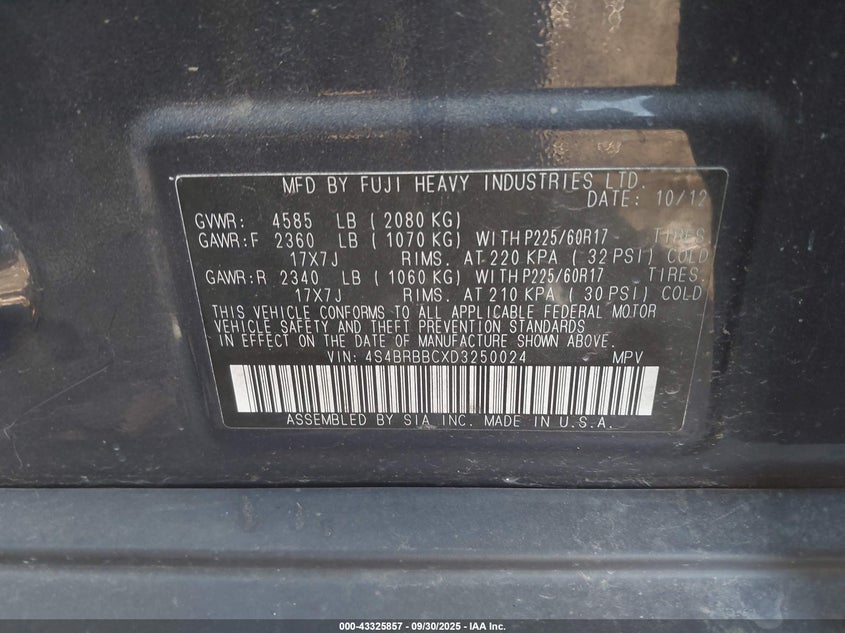 MFD BY FUJI HEAVY INDUSTRIES LTD.
DATE: 10/12
GVWR: 4585 LB ( 2080 KG)
GAWR:F 2360 LB ( 1070 KG) WITH P225/60R17 TIRES.
17X7J RIMS. AT 220 KPA ( 32 PSI) COLD
GAWR:R 2340 LB ( 1060 KG) WITH P225/60R17 TIRES.
17X7J RIMS. AT 210 KPA ( 30 PSI) COLD
THIS VEHICLE CONFORMS TO ALL APPLICABLE FEDERAL MOTOR
VEHICLE SAFETY AND THEFT PREVENTION STANDARDS
IN EFFECT ON THE DATE OF MANUFACTURE SHOWN ABOVE.
VIN: 4S4BRBBCXD3250024 MPV
ASSEMBLED BY SIA INC. MADE IN U.S.A.
000-43325857 - 09/30/2025 - IAA Inc.